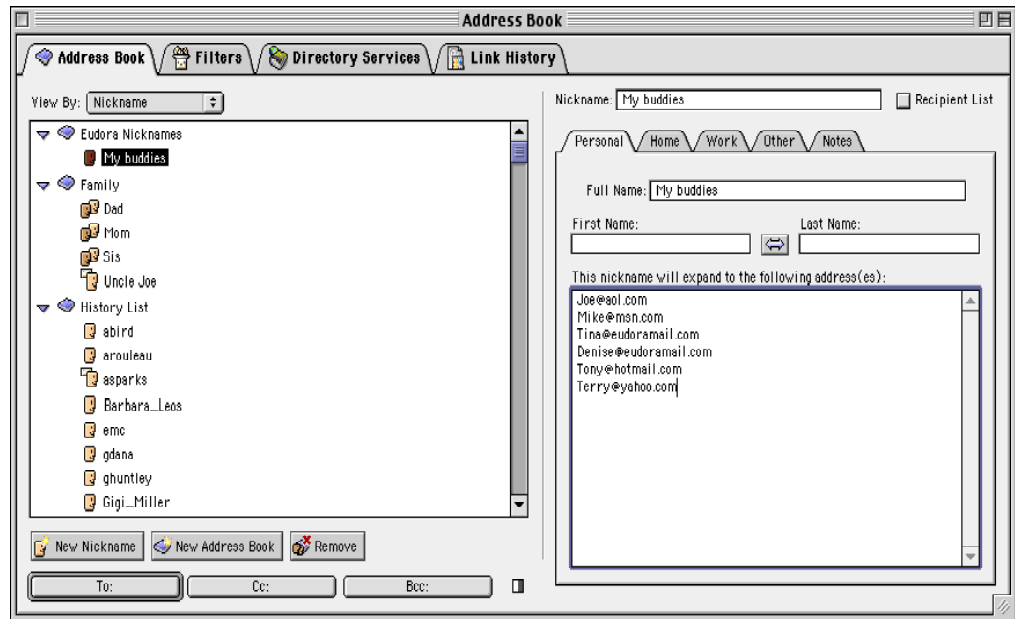 Address Book
Address Book Filters Directory Services Link History
View By: Nickname
Eudora Nicknames
My buddies
Family
Dad
Mom
Sis
Uncle Joe
History List
abird
arouleau
asparks
Barbara_Leos
emc
gdana
ghuntley
Gigi_Miller
New Nickname New Address Book Remove
To: Cc: Bcc:
Nickname: My buddies Recipient List
Personal Home Work Other Notes
Full Name: My buddies
First Name: Last Name:
This nickname will expand to the following address(es):
Joe@aol.com
Mike@msn.com
Tina@eudoramail.com
Denise@eudoramail.com
Tony@hotmail.com
Terry@yahoo.com